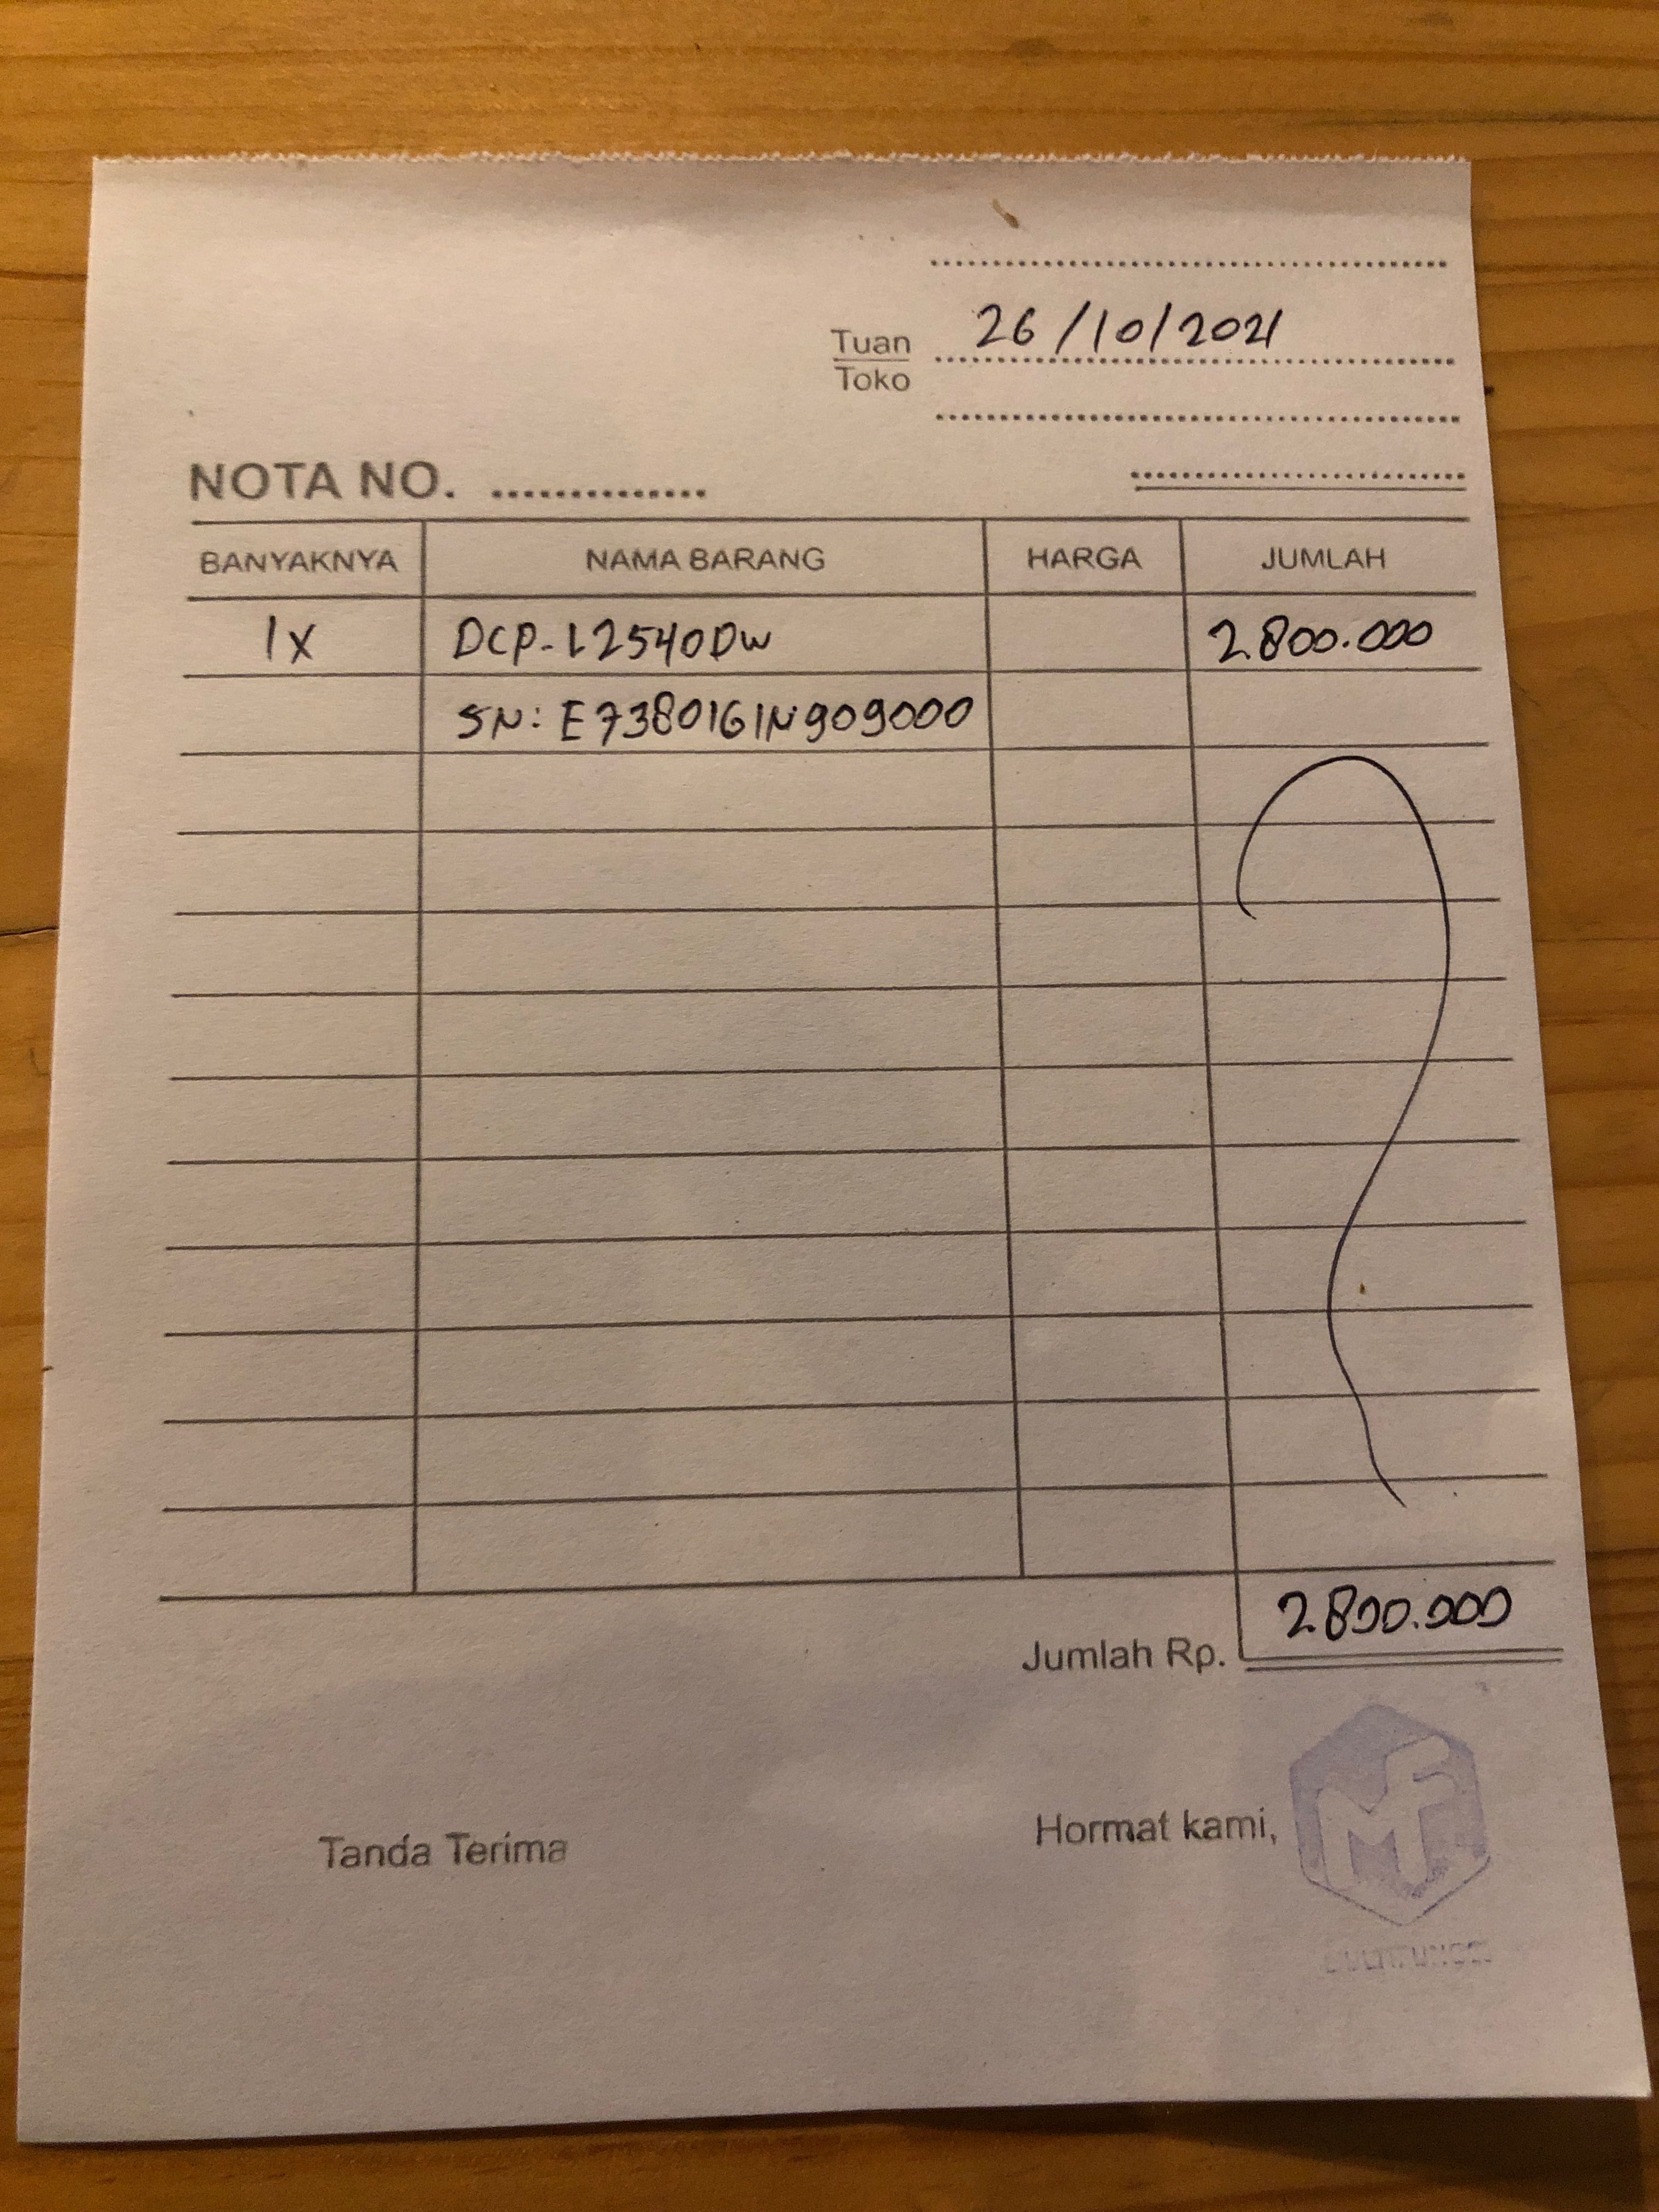 26/10/2021
Tuan
Toko
NOTA NO. ..............
BANYAKNYA NAMA BARANG HARGA JUMLAH
1x DCP-L2540DW 2.800.000
SN: E73801G1N909000
2.800.000
Jumlah Rp.
Tanda Terima Hormat kami,
MF